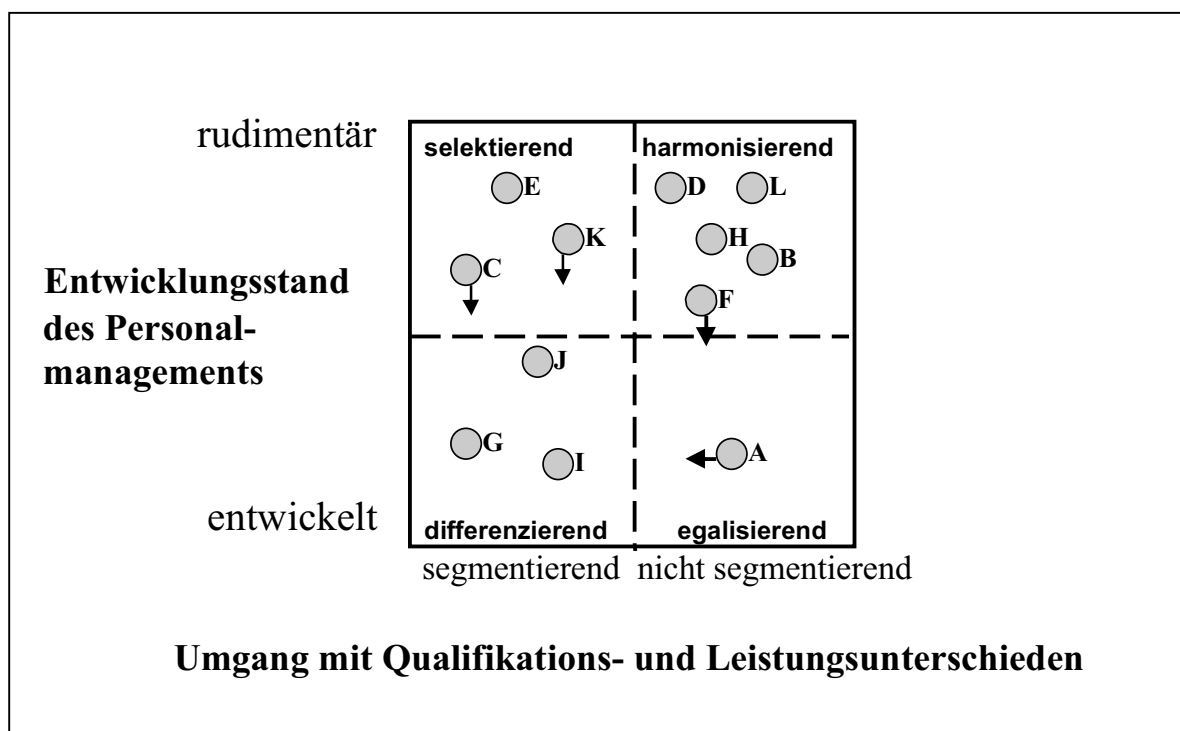 rudimentär
selektierend
harmonisierend
E
D
L
K
H
C
B
F
Entwicklungsstand
des Personal-
managements
J
G
I
A
entwickelt
differenzierend
egalisierend
segmentierend
nicht segmentierend
Umgang mit Qualifikations- und Leistungsunterschieden